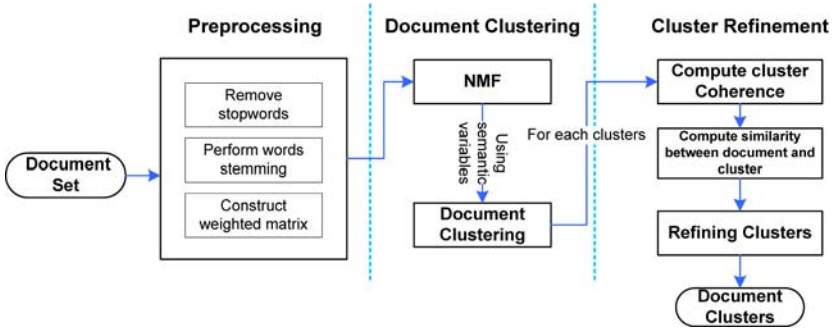 Preprocessing
Document Clustering
Cluster Refinement
Document
Set
Remove
stopwords
Perform words
stemming
Construct
weighted matrix
NMF
Using
semantic
variables
Document
Clustering
For each clusters
Compute cluster
Coherence
Compute similarity
between document and
cluster
Refining Clusters
Document
Clusters